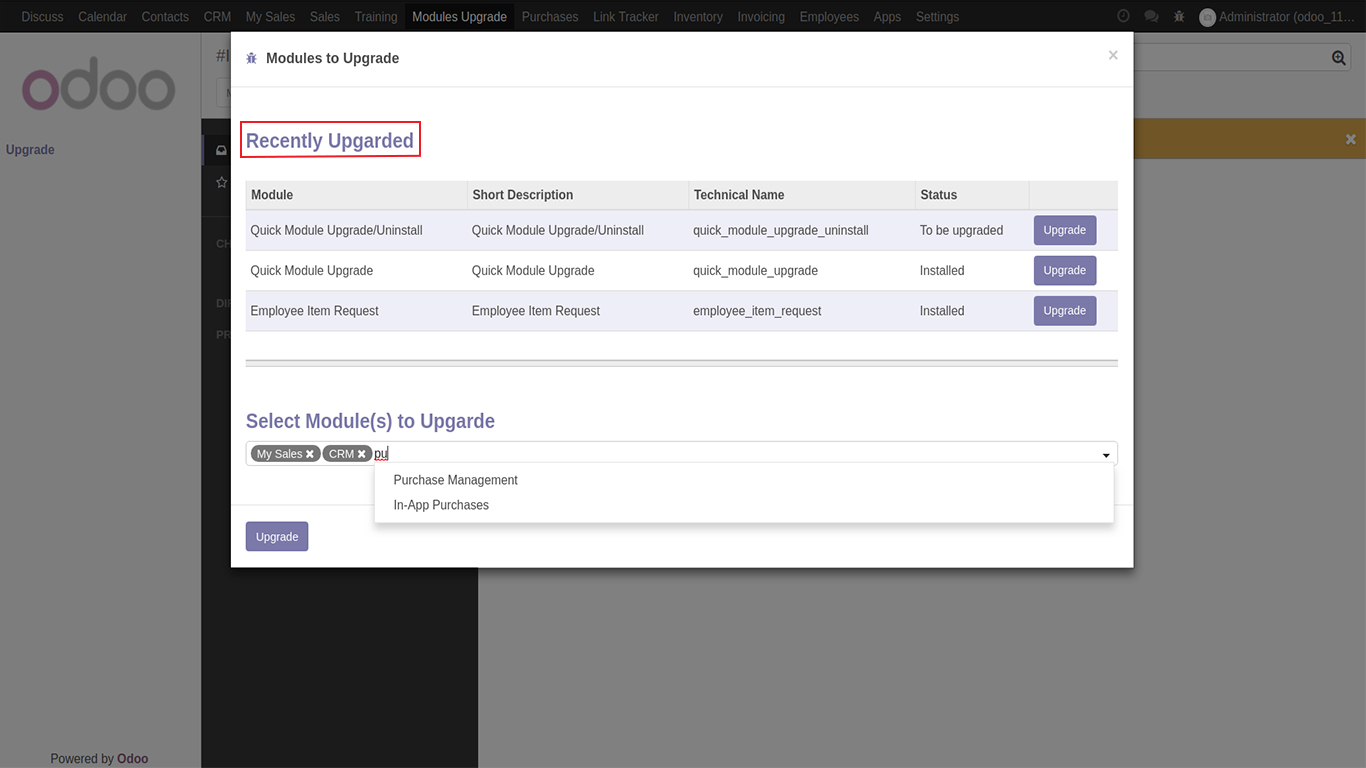 Discuss Calendar Contacts CRM My Sales Sales Training Modules Upgrade Purchases Link Tracker Inventory Invoicing Employees Apps Settings Administrator (odoo_11...
odoo
Upgrade
Powered by Odoo
#I
CH
DI
PR
Modules to Upgrade ×
Recently Upgarded
Module Short Description Technical Name Status
Quick Module Upgrade/Uninstall Quick Module Upgrade/Uninstall quick_module_upgrade_uninstall To be upgraded Upgrade
Quick Module Upgrade Quick Module Upgrade quick_module_upgrade Installed Upgrade
Employee Item Request Employee Item Request employee_item_request Installed Upgrade
Select Module(s) to Upgarde
My Sales × CRM × pu
Purchase Management
In-App Purchases
Upgrade